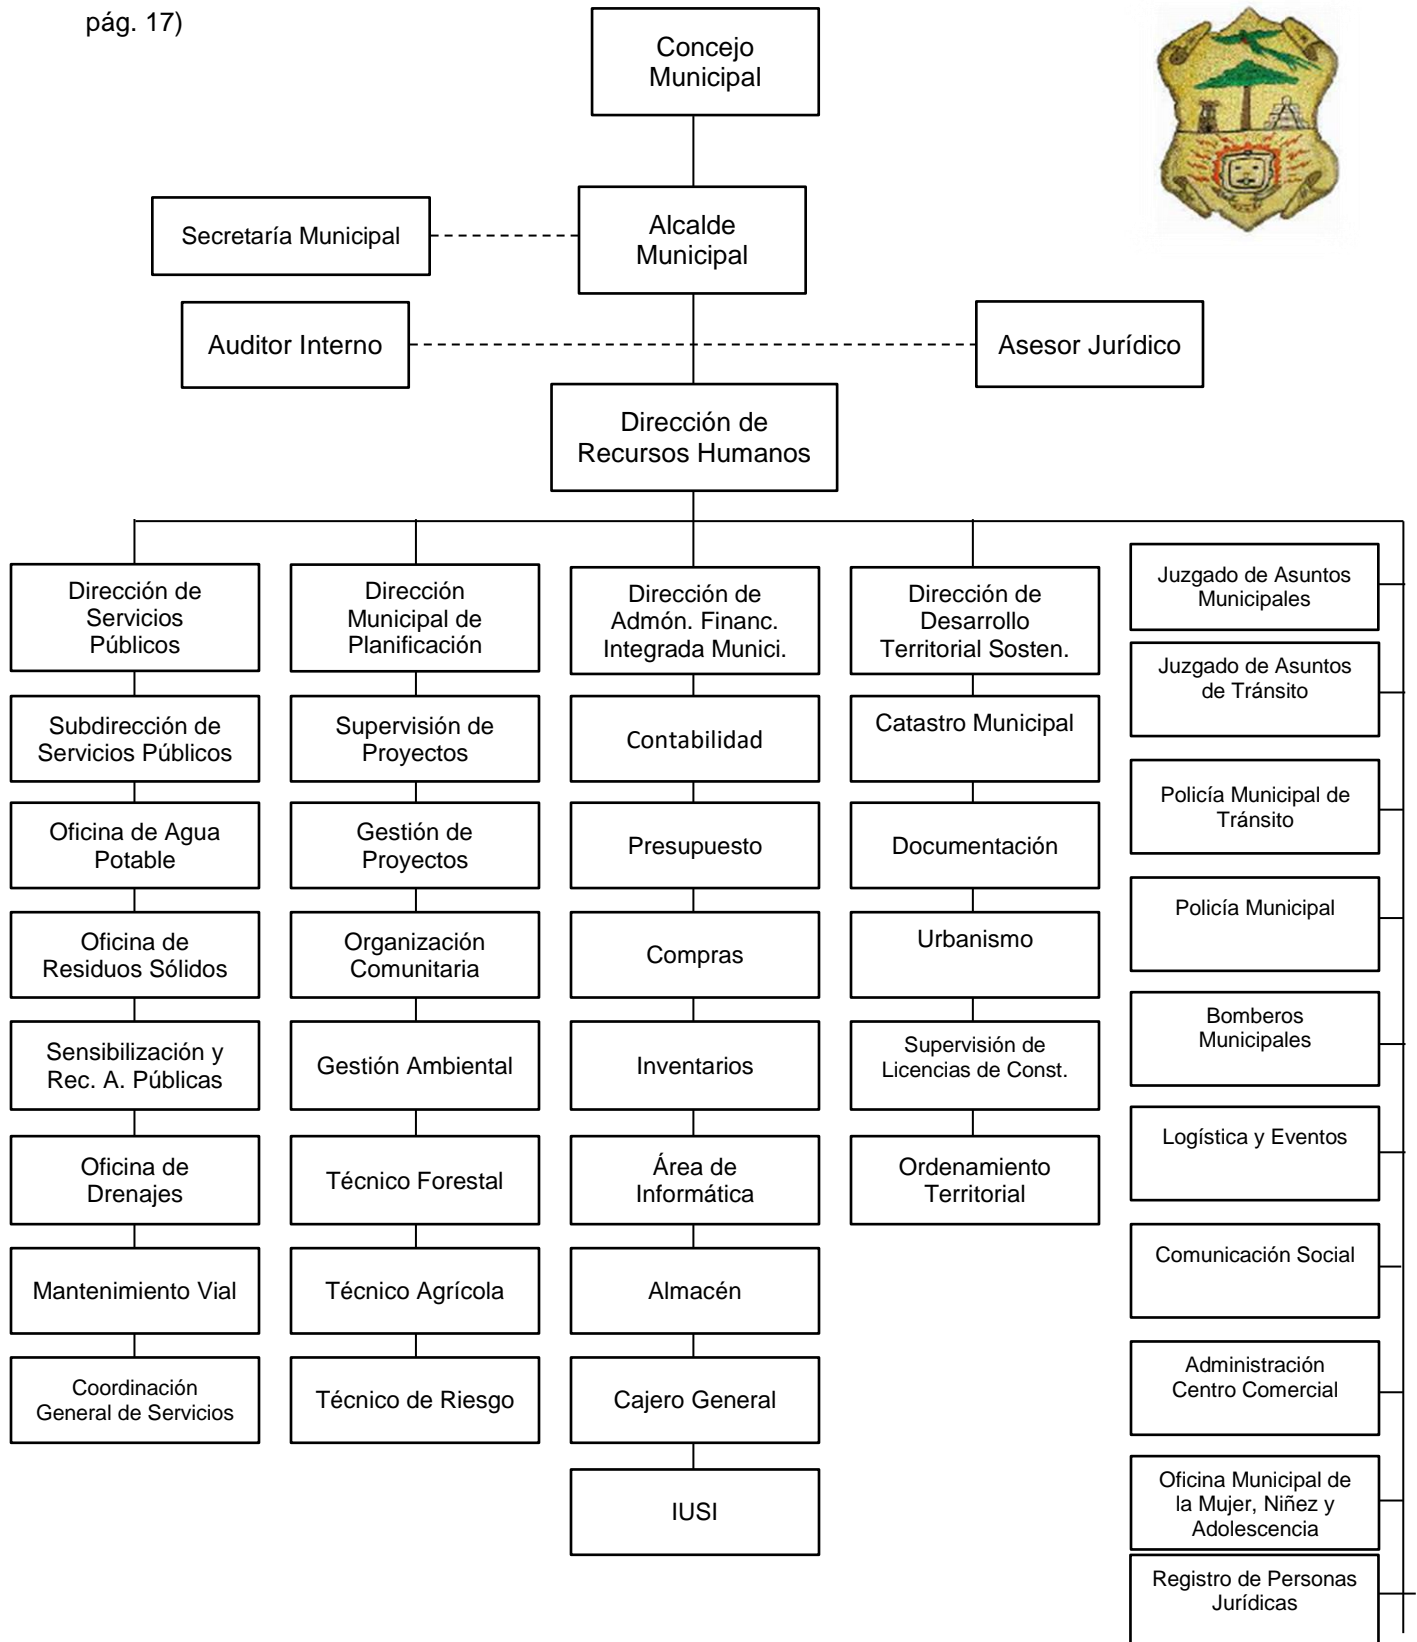 pág. 17)
Concejo
Municipal
Secretaría Municipal
Alcalde
Municipal
Auditor Interno
Asesor Jurídico
Dirección de
Recursos Humanos
Dirección de
Servicios
Públicos
Subdirección de
Servicios Públicos
Oficina de Agua
Potable
Oficina de
Residuos Sólidos
Sensibilización y
Rec. A. Públicas
Oficina de
Drenajes
Mantenimiento Vial
Coordinación
General de Servicios
Dirección
Municipal de
Planificación
Supervisión de
Proyectos
Gestión de
Proyectos
Organización
Comunitaria
Gestión Ambiental
Técnico Forestal
Técnico Agrícola
Técnico de Riesgo
Dirección de
Admón. Financ.
Integrada Munici.
Contabilidad
Presupuesto
Compras
Inventarios
Área de
Informática
Almacén
Cajero General
IUSI
Dirección de
Desarrollo
Territorial Sosten.
Catastro Municipal
Documentación
Urbanismo
Supervisión de
Licencias de Const.
Ordenamiento
Territorial
Juzgado de Asuntos
Municipales
Juzgado de Asuntos
de Tránsito
Policía Municipal de
Tránsito
Policía Municipal
Bomberos
Municipales
Logística y Eventos
Comunicación Social
Administración
Centro Comercial
Oficina Municipal de
la Mujer, Niñez y
Adolescencia
Registro de Personas
Jurídicas